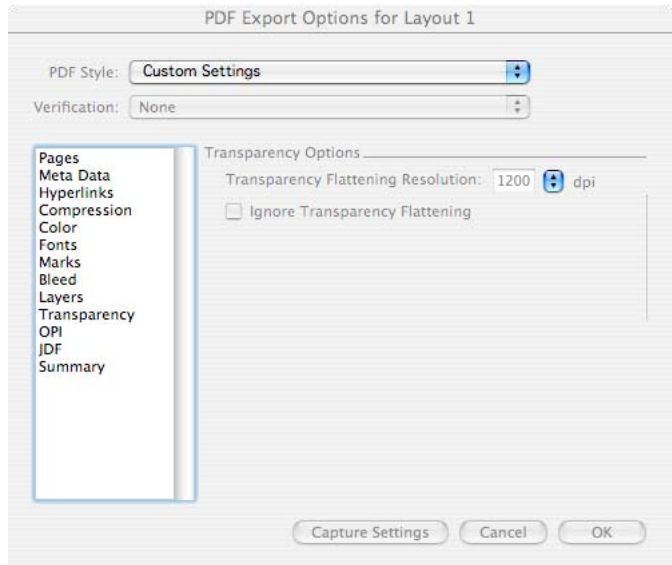 PDF Export Options for Layout 1
PDF Style: Custom Settings
Verification: None
Pages
Meta Data
Hyperlinks
Compression
Color
Fonts
Marks
Bleed
Layers
Transparency
OPI
JDF
Summary
Transparency Options
Transparency Flattening Resolution: 1200 dpi
Ignore Transparency Flattening
Capture Settings Cancel OK